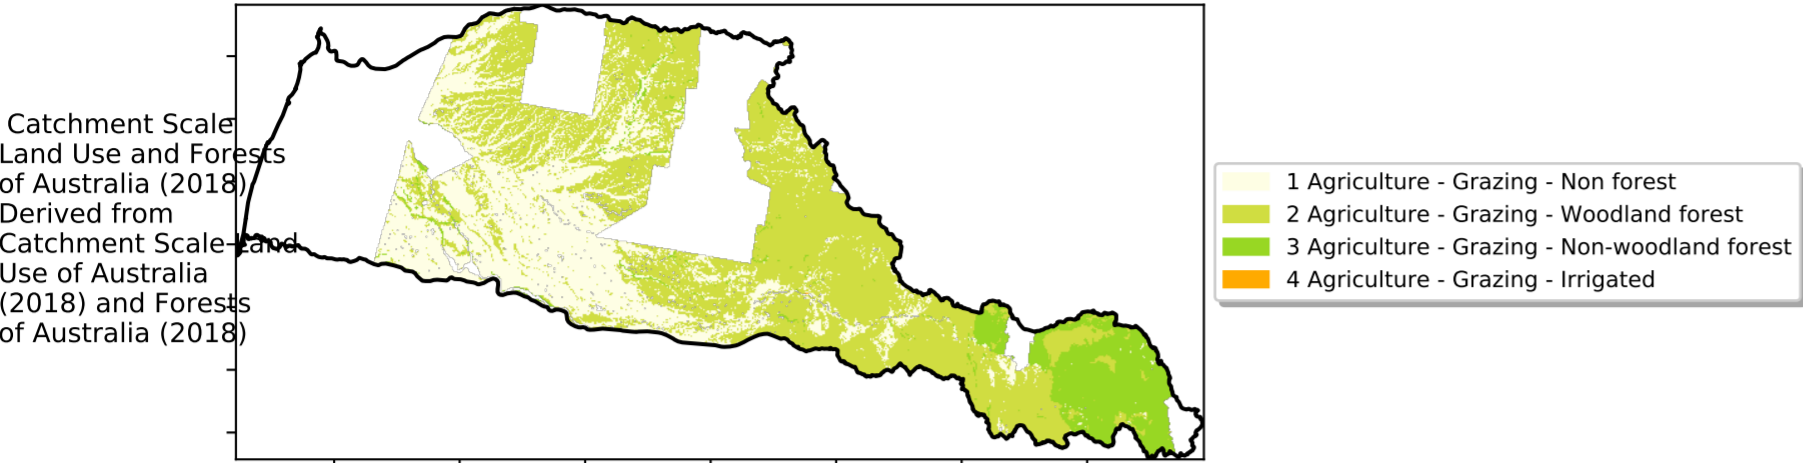 Catchment Scale
Land Use and Forests
of Australia (2018)
Derived from
Catchment Scale Land
Use of Australia
(2018) and Forests
of Australia (2018)
1 Agriculture - Grazing - Non forest
2 Agriculture - Grazing - Woodland forest
3 Agriculture - Grazing - Non-woodland forest
4 Agriculture - Grazing - Irrigated